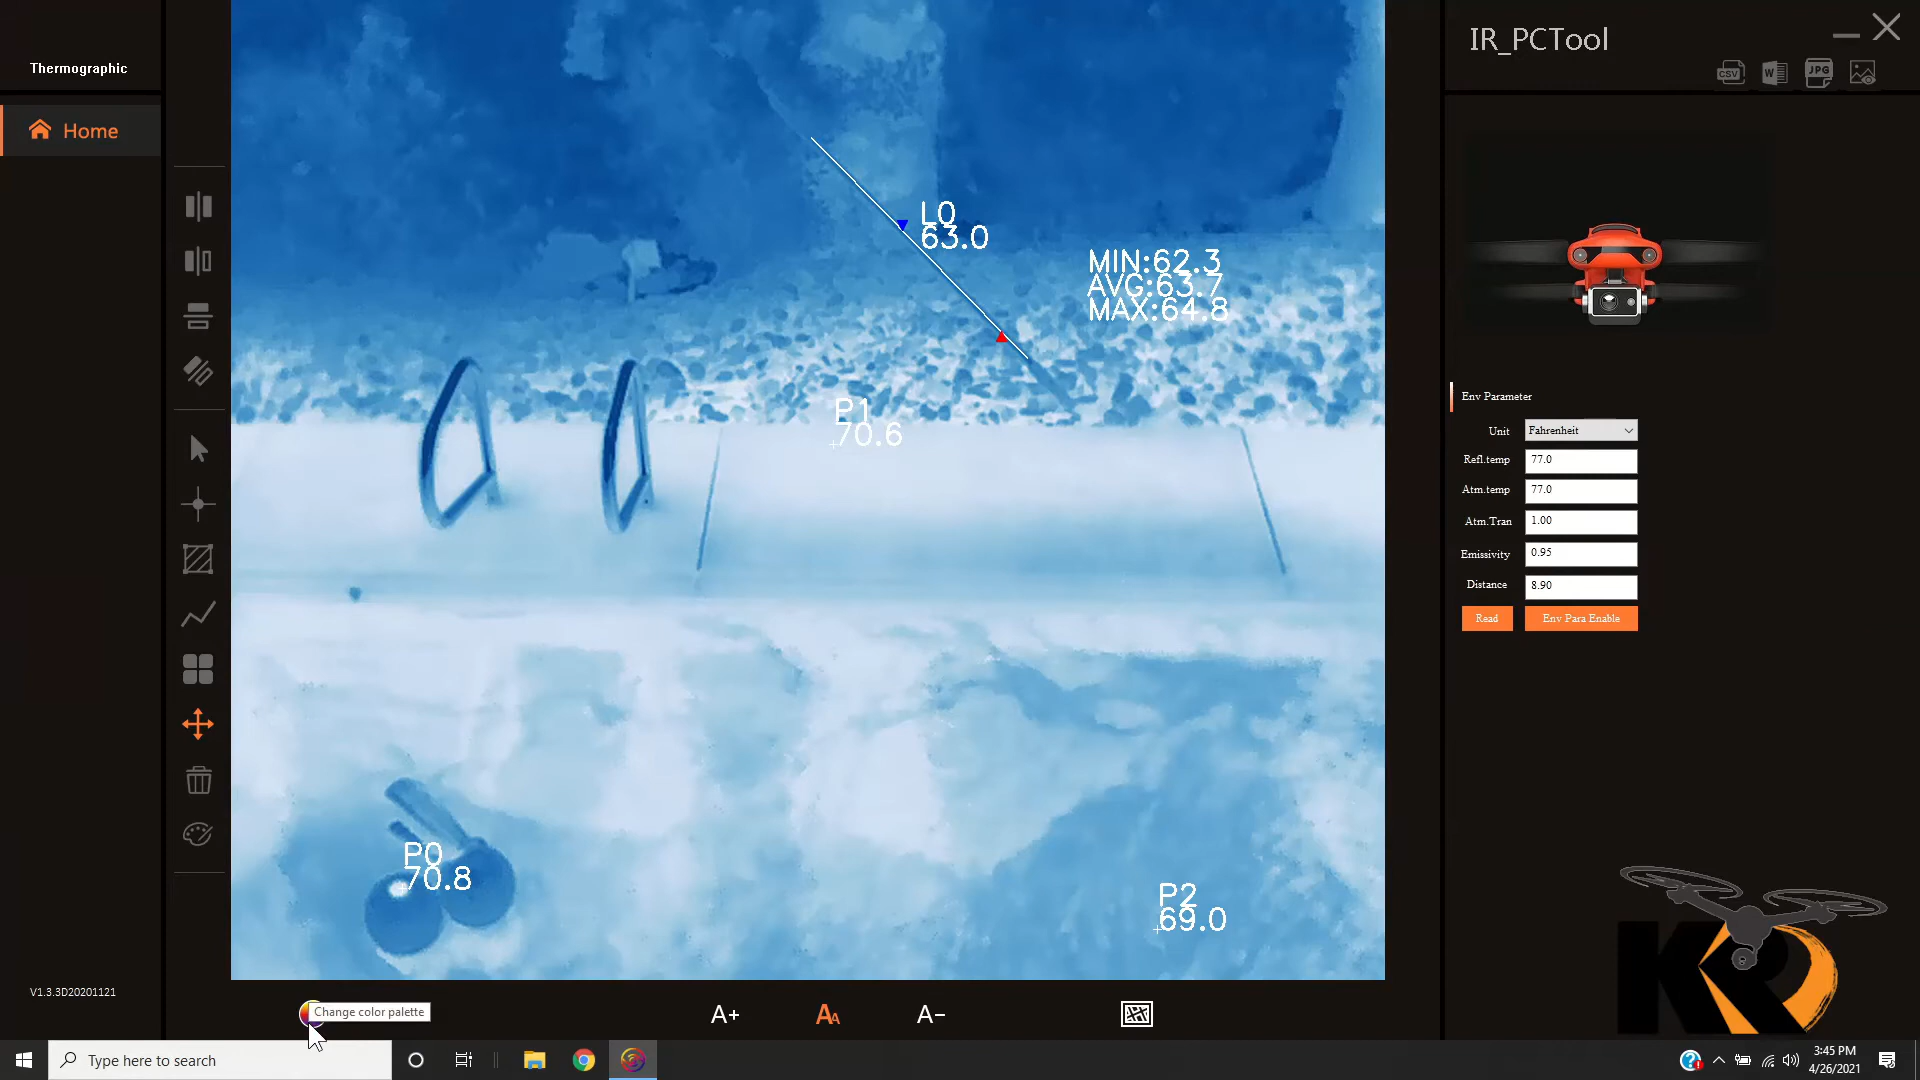 Thermographic
Home
V1.3.3D20201121
L0
63.0
MIN:62.3
AVG:63.7
MAX:64.8
P1
70.6
P0
70.8
P2
69.0
Change color palette
A+
AA
A-
IR_PCTool
CSV
W
JPG
Env Parameter
Unit Fahrenheit
Refl.temp 77.0
Atm.temp 77.0
Atm.Tran 1.00
Emissivity 0.95
Distance 8.90
Read Env Para Enable
KD
Type here to search
3:45 PM
4/26/2021